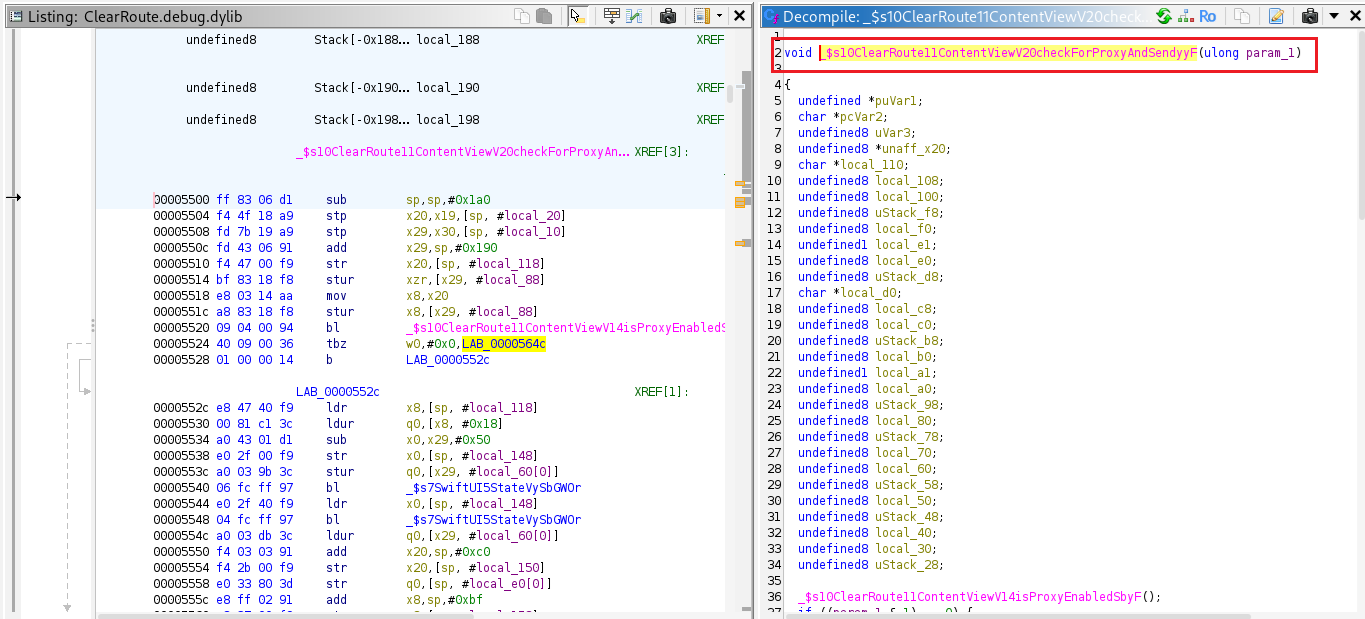 Listing: ClearRoute.debug.dylib
undefined8 Stack[-0x188... local_188 XREF
undefined8 Stack[-0x190... local_190 XREF
undefined8 Stack[-0x198... local_198 XREF
_$s10ClearRoute11ContentViewV20checkForProxyAn... XREF[3]:
00005500 ff 83 06 d1 sub sp,sp,#0x1a0
00005504 f4 4f 18 a9 stp x20,x19,[sp, #local_20]
00005508 fd 7b 19 a9 stp x29,x30,[sp, #local_10]
0000550c fd 43 06 91 add x29,sp,#0x190
00005510 f4 47 00 f9 str x20,[sp, #local_118]
00005514 bf 83 18 f8 stur xzr,[x29, #local_88]
00005518 e8 03 14 aa mov x8,x20
0000551c a8 83 18 f8 stur x8,[x29, #local_88]
00005520 09 04 00 94 bl _$s10ClearRoute11ContentViewV14isProxyEnabledS
00005524 40 09 00 36 tbz w0,#0x0,LAB_0000564c
00005528 01 00 00 14 b LAB_0000552c
LAB_0000552c XREF[1]:
0000552c e8 47 40 f9 ldr x8,[sp, #local_118]
00005530 00 81 c1 3c ldur q0,[x8, #0x18]
00005534 a0 43 01 d1 sub x0,x29,#0x50
00005538 e0 2f 00 f9 str x0,[sp, #local_148]
0000553c a0 03 9b 3c stur q0,[x29, #local_60[0]]
00005540 06 fc ff 97 bl _$s7SwiftUI5StateVySbGWOr
00005544 e0 2f 40 f9 ldr x0,[sp, #local_148]
00005548 04 fc ff 97 bl _$s7SwiftUI5StateVySbGWOr
0000554c a0 03 db 3c ldur q0,[x29, #local_60[0]]
00005550 f4 03 03 91 add x20,sp,#0xc0
00005554 f4 2b 00 f9 str x20,[sp, #local_150]
00005558 e0 33 80 3d str q0,[sp, #local_e0[0]]
0000555c e8 ff 02 91 add x8,sp,#0xbf
Decompile: _$s10ClearRoute11ContentViewV20check...
Ro
1
2 void _$s10ClearRoute11ContentViewV20checkForProxyAndSendyyF(ulong param_1)
3
4 {
5 undefined *puVar1;
6 char *pcVar2;
7 undefined8 uVar3;
8 undefined8 *unaff_x20;
9 char *local_110;
10 undefined8 local_108;
11 undefined8 local_100;
12 undefined8 uStack_f8;
13 undefined8 local_f0;
14 undefined1 local_e1;
15 undefined8 local_e0;
16 undefined8 uStack_d8;
17 char *local_d0;
18 undefined8 local_c8;
19 undefined8 local_c0;
20 undefined8 uStack_b8;
21 undefined8 local_b0;
22 undefined1 local_a1;
23 undefined8 local_a0;
24 undefined8 uStack_98;
25 undefined8 local_80;
26 undefined8 uStack_78;
27 undefined8 local_70;
28 undefined8 local_60;
29 undefined8 uStack_58;
30 undefined8 local_50;
31 undefined8 uStack_48;
32 undefined8 local_40;
33 undefined8 local_30;
34 undefined8 uStack_28;
35
36 _$s10ClearRoute11ContentViewV14isProxyEnabledSbyF();
37 if ((param_1 & 1) == 0) {